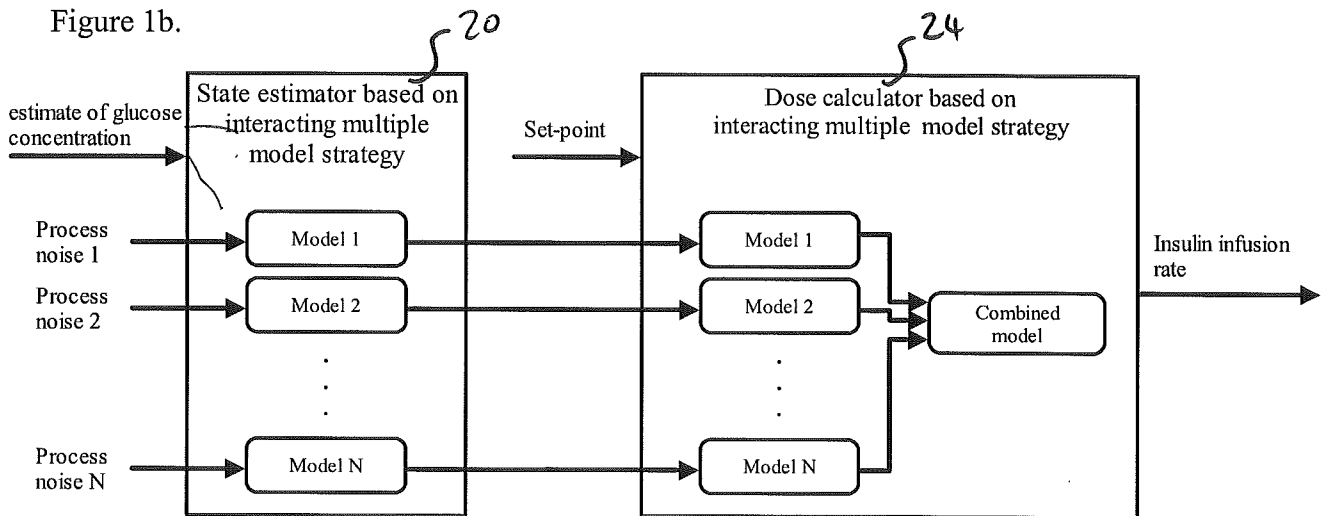 Figure 1b.
20
24
estimate of glucose
concentration
State estimator based on
interacting multiple
model strategy
Set-point
Dose calculator based on
interacting multiple model strategy
Process
noise 1
Model 1
Model 1
Insulin infusion
rate
Process
noise 2
Model 2
Model 2
Combined
model
Process
noise N
Model N
Model N